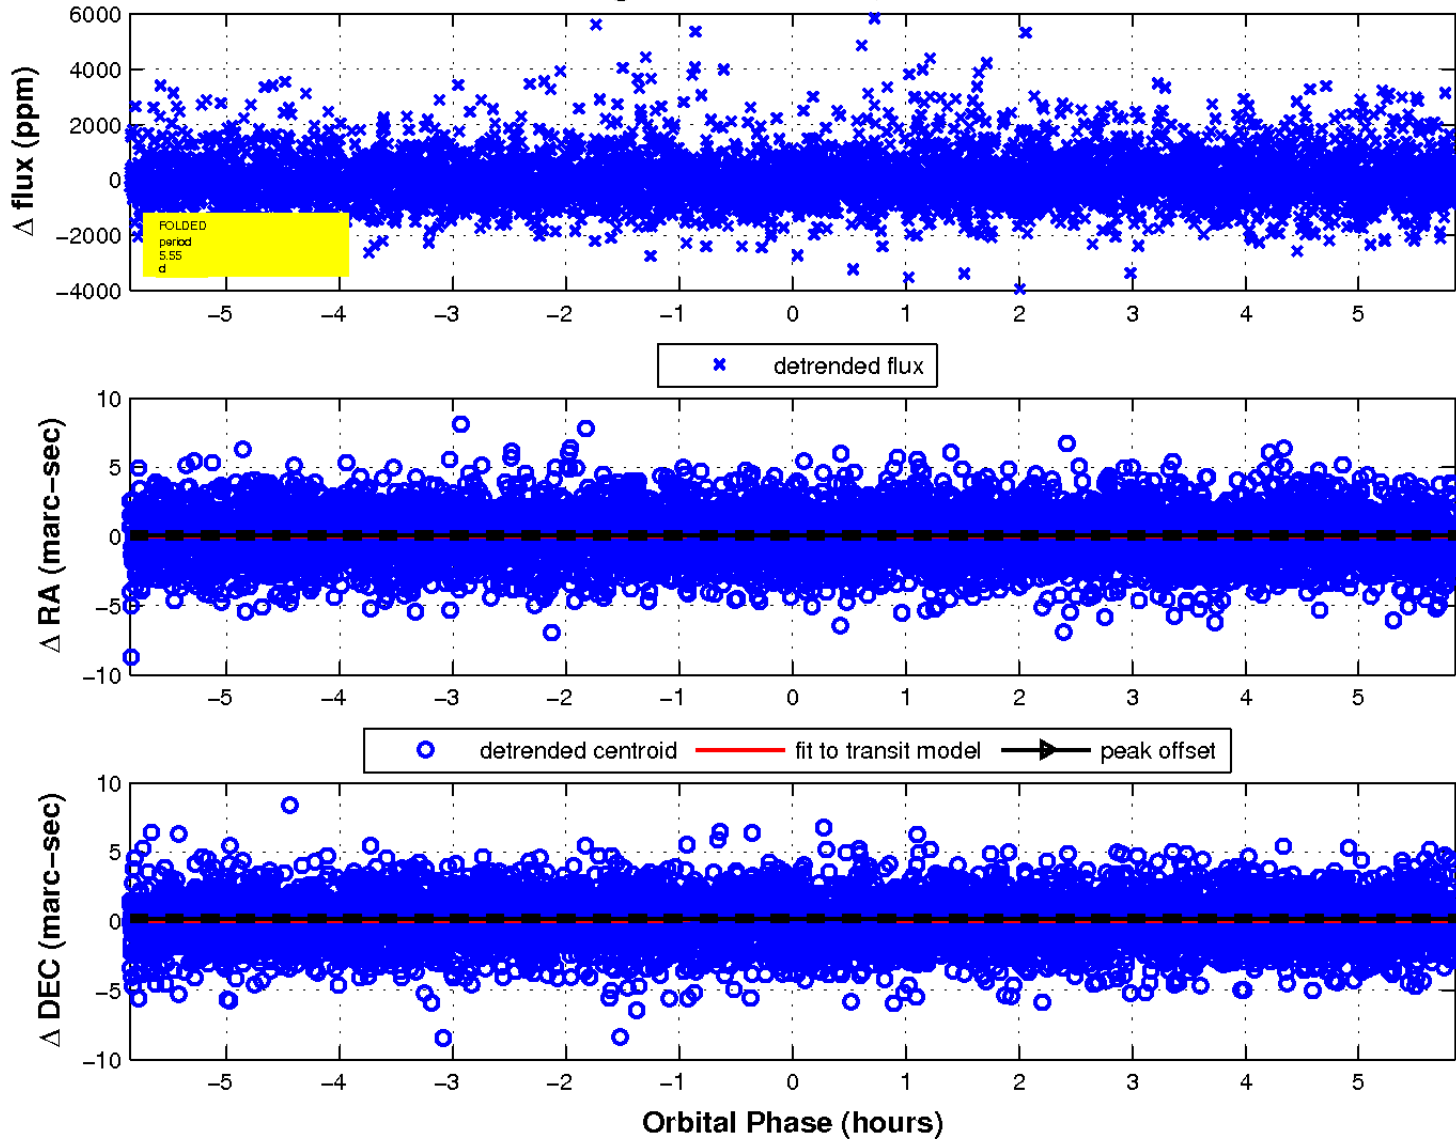 6000
4000
2000
0
−2000
−4000
Δ flux (ppm)
FOLDED
period
5.55
d
−5 −4 −3 −2 −1 0 1 2 3 4 5
detrended flux
10
5
0
−5
−10
Δ RA (marc−sec)
−5 −4 −3 −2 −1 0 1 2 3 4 5
detrended centroid fit to transit model peak offset
10
5
0
−5
−10
Δ DEC (marc−sec)
−5 −4 −3 −2 −1 0 1 2 3 4 5
Orbital Phase (hours)